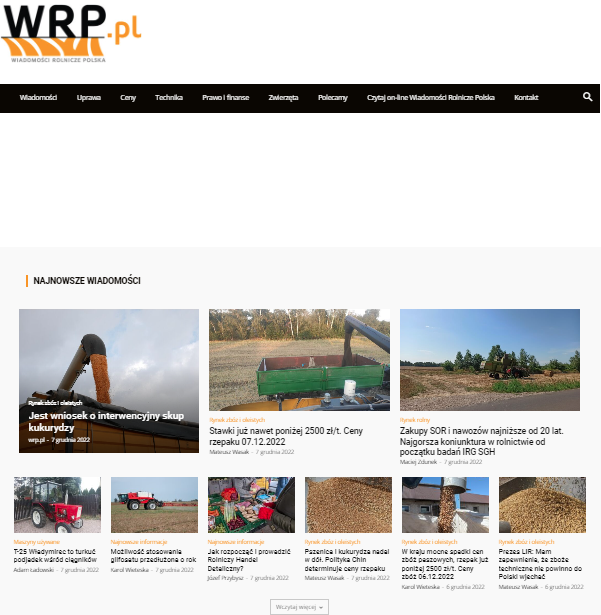 WRP.pl
WIADOMOŚCI ROLNICZE POLSKA
Wiadomości Uprawa Ceny Technika Prawo i finanse Zwierzęta Polecamy Czytaj on-line Wiadomości Rolnicze Polska Kontakt
NAJNOWSZE WIADOMOŚCI
Rynek zbóż i oleistych
Jest wniosek o interwencyjny skup
kukurydzy
wrp.pl - 7 grudnia 2022
Rynek zbóż i oleistych
Stawki już nawet poniżej 2500 zł/t. Ceny
rzepaku 07.12.2022
Mateusz Wasak - 7 grudnia 2022
Rynek rolny
Zakupy SOR i nawozów najniższe od 20 lat.
Najgorsza koniunktura w rolnictwie od
początku badań IRG SGH
Maciej Zdunek - 7 grudnia 2022
Maszyny używane
T-25 Władymirec to turkuć
podjadek wśród ciągników
Adam Ładowski - 7 grudnia 2022
Najnowsze informacje
Możliwość stosowania
glifosatu przedłużona o rok
Karol Wieteska - 7 grudnia 2022
Najnowsze informacje
Jak rozpocząć i prowadzić
Rolniczy Handel
Detaliczny?
Józef Przybysz - 7 grudnia 2022
Rynek zbóż i oleistych
Pszenica i kukurydza nadal
w dół. Polityka Chin
determinuje ceny rzepaku
Mateusz Wasak - 7 grudnia 2022
Rynek zbóż i oleistych
W kraju mocne spadki cen
zbóż paszowych, rzepak już
poniżej 2500 zł/t. Ceny
zbóż 06.12.2022
Karol Wieteska - 6 grudnia 2022
Rynek zbóż i oleistych
Prezes LIR: Mam
zapewnienia, że zboże
techniczne nie powinno do
Polski wjechać
Mateusz Wasak - 6 grudnia 2022
Wczytaj więcej